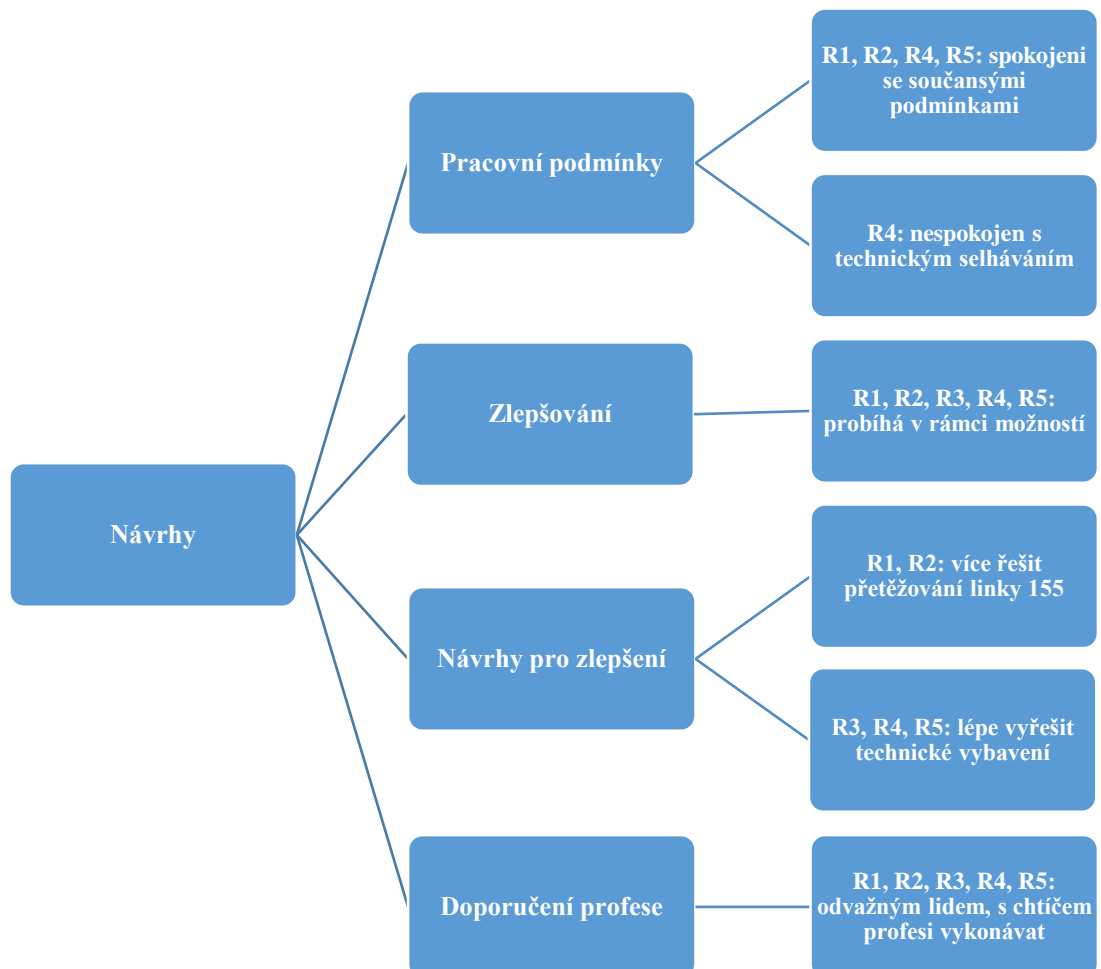 R1, R2, R4, R5: spokojeni
se součansými
podmínkami
Pracovní podmínky
R4: nespokojen s
technickým selháváním
Zlepšování
R1, R2, R3, R4, R5:
probíhá v rámci možností
Návrhy
R1, R2: více řešit
přetěžování linky 155
Návrhy pro zlepšení
R3, R4, R5: lépe vyřešit
technické vybavení
Doporučení profese
R1, R2, R3, R4, R5:
odvažným lidem, s chtíčem
profesi vykonávat